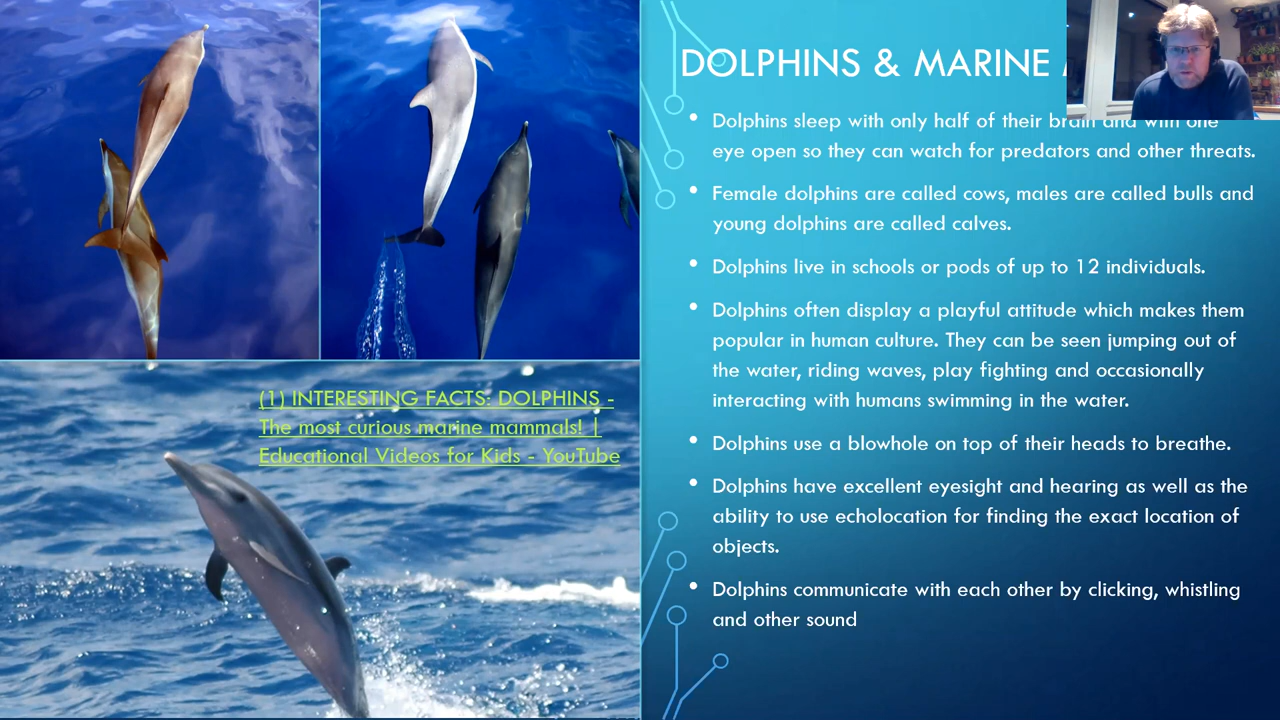 DOLPHINS & MARINE
• Dolphins sleep with only half of their brain and with one
eye open so they can watch for predators and other threats.
• Female dolphins are called cows, males are called bulls and
young dolphins are called calves.
• Dolphins live in schools or pods of up to 12 individuals.
• Dolphins often display a playful attitude which makes them
popular in human culture. They can be seen jumping out of
the water, riding waves, play fighting and occasionally
interacting with humans swimming in the water.
• Dolphins use a blowhole on top of their heads to breathe.
• Dolphins have excellent eyesight and hearing as well as the
ability to use echolocation for finding the exact location of
objects.
• Dolphins communicate with each other by clicking, whistling
and other sound
(1) INTERESTING FACTS: DOLPHINS -
The most curious marine mammals! |
Educational Videos for Kids - YouTube